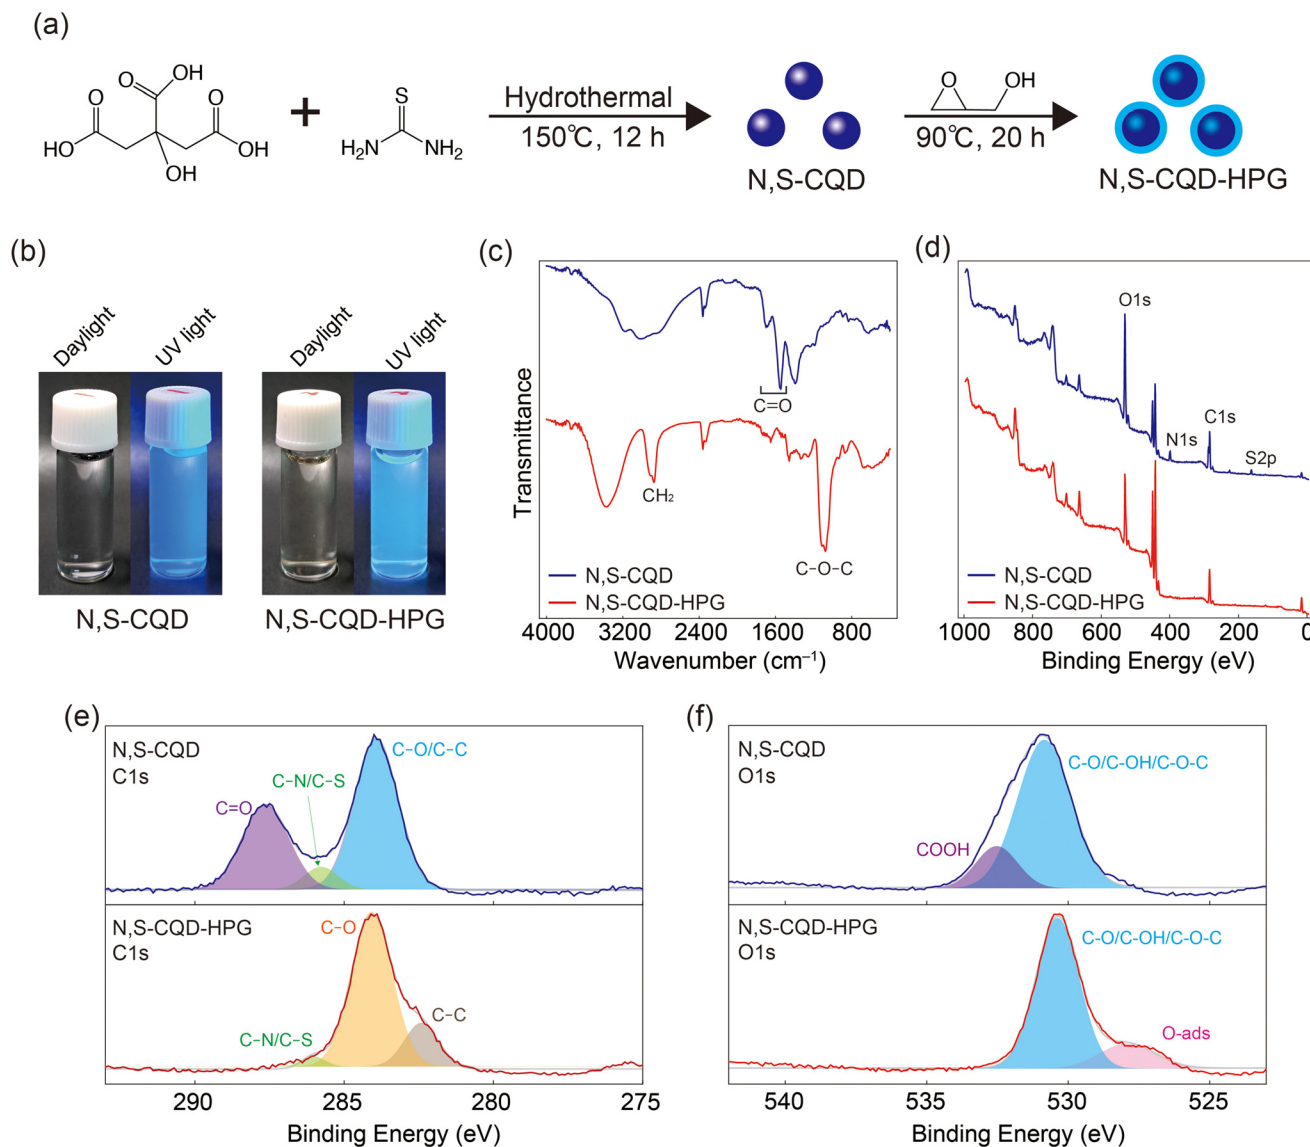 (a)
O
OH
O
O
HO
OH
OH
+
S
H₂N
NH₂
Hydrothermal
150℃, 12 h
N,S-CQD
O
OH
90℃, 20 h
N,S-CQD-HPG
(b)
Daylight
UV light
Daylight
UV light
N,S-CQD
N,S-CQD-HPG
(c)
Transmittance
C=O
CH₂
C-O-C
N,S-CQD
N,S-CQD-HPG
4000 3200 2400 1600 800
Wavenumber (cm⁻¹)
(d)
O1s
N1s
C1s
S2p
N,S-CQD
N,S-CQD-HPG
1000 800 600 400 200 0
Binding Energy (eV)
(e)
N,S-CQD
C1s
C=O
C-N/C-S
C-O/C-C
N,S-CQD-HPG
C1s
C-O
C-N/C-S
C-C
290 285 280 275
Binding Energy (eV)
(f)
N,S-CQD
O1s
C-O/C-OH/C-O-C
COOH
N,S-CQD-HPG
O1s
C-O/C-OH/C-O-C
O-ads
540 535 530 525
Binding Energy (eV)